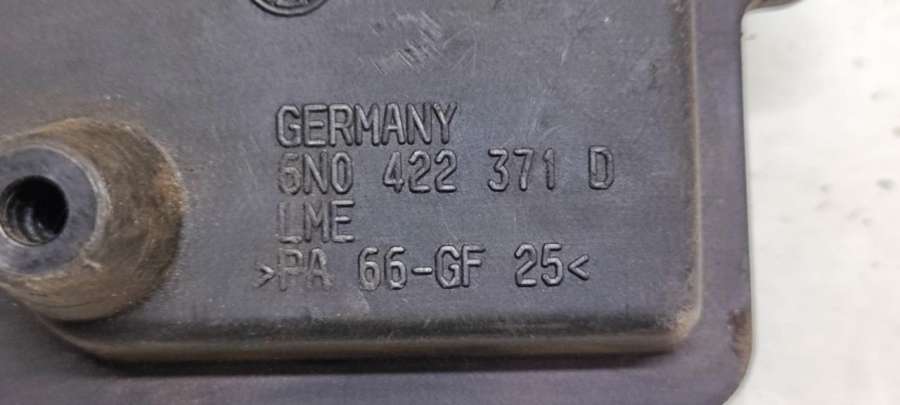 GERMANY
6N0 422 371 D
LME
>PA 66-GF 25<